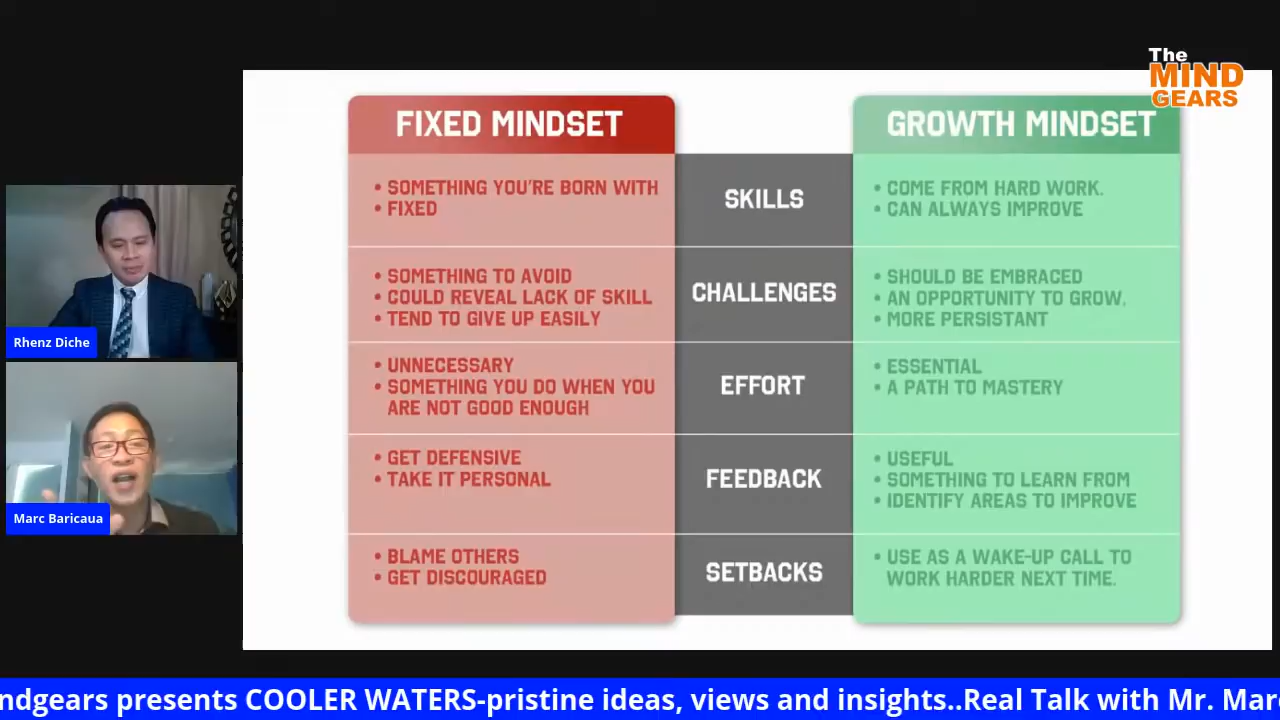 The
MIND
GEARS
FIXED MINDSET
GROWTH MINDSET
• SOMETHING YOU'RE BORN WITH
• FIXED
SKILLS
• COME FROM HARD WORK.
• CAN ALWAYS IMPROVE
• SOMETHING TO AVOID
• COULD REVEAL LACK OF SKILL
• TEND TO GIVE UP EASILY
CHALLENGES
• SHOULD BE EMBRACED
• AN OPPORTUNITY TO GROW.
• MORE PERSISTANT
• UNNECESSARY
• SOMETHING YOU DO WHEN YOU
ARE NOT GOOD ENOUGH
EFFORT
• ESSENTIAL
• A PATH TO MASTERY
• GET DEFENSIVE
• TAKE IT PERSONAL
FEEDBACK
• USEFUL
• SOMETHING TO LEARN FROM
• IDENTIFY AREAS TO IMPROVE
• BLAME OTHERS
• GET DISCOURAGED
SETBACKS
• USE AS A WAKE-UP CALL TO
WORK HARDER NEXT TIME.
Rhenz Diche
Marc Baricaua
ndgears presents COOLER WATERS-pristine ideas, views and insights..Real Talk with Mr. Mar